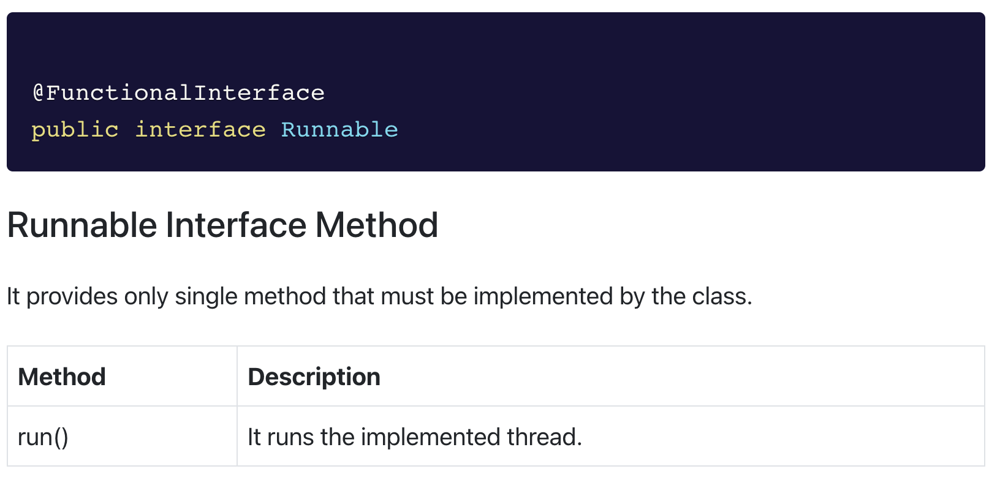 @FunctionalInterface
public interface Runnable
Runnable Interface Method
It provides only single method that must be implemented by the class.
Method Description
run() It runs the implemented thread.